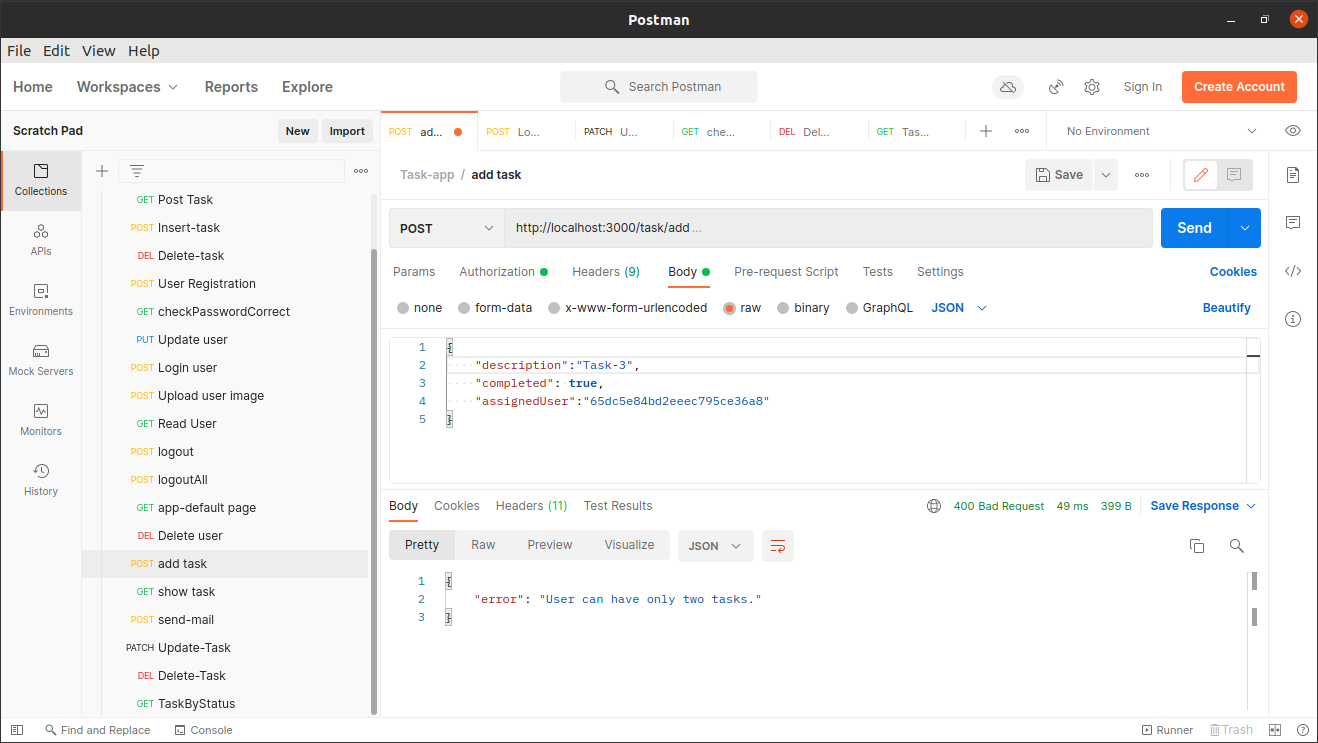 Postman
File Edit View Help
Home Workspaces Reports Explore Search Postman Sign In Create Account
Scratch Pad New Import
POST ad... POST Lo... PATCH U... GET che... DEL Del... GET Tas... No Environment
Collections
APIs
Environments
Mock Servers
Monitors
History
GET Post Task
POST Insert-task
DEL Delete-task
POST User Registration
GET checkPasswordCorrect
PUT Update user
POST Login user
POST Upload user image
GET Read User
POST logout
POST logoutAll
GET app-default page
DEL Delete user
POST add task
GET show task
POST send-mail
PATCH Update-Task
DEL Delete-Task
GET TaskByStatus
Task-app / add task Save
POST http://localhost:3000/task/add ... Send
Params Authorization Headers (9) Body Pre-request Script Tests Settings Cookies
none form-data x-www-form-urlencoded raw binary GraphQL JSON Beautify
1 {
2 "description":"Task-3",
3 "completed": true,
4 "assignedUser":"65dc5e84bd2eeec795ce36a8"
5 }
Body Cookies Headers (11) Test Results 400 Bad Request 49 ms 399 B Save Response
Pretty Raw Preview Visualize JSON
1 {
2 "error": "User can have only two tasks."
3 }
Find and Replace Console Runner Trash